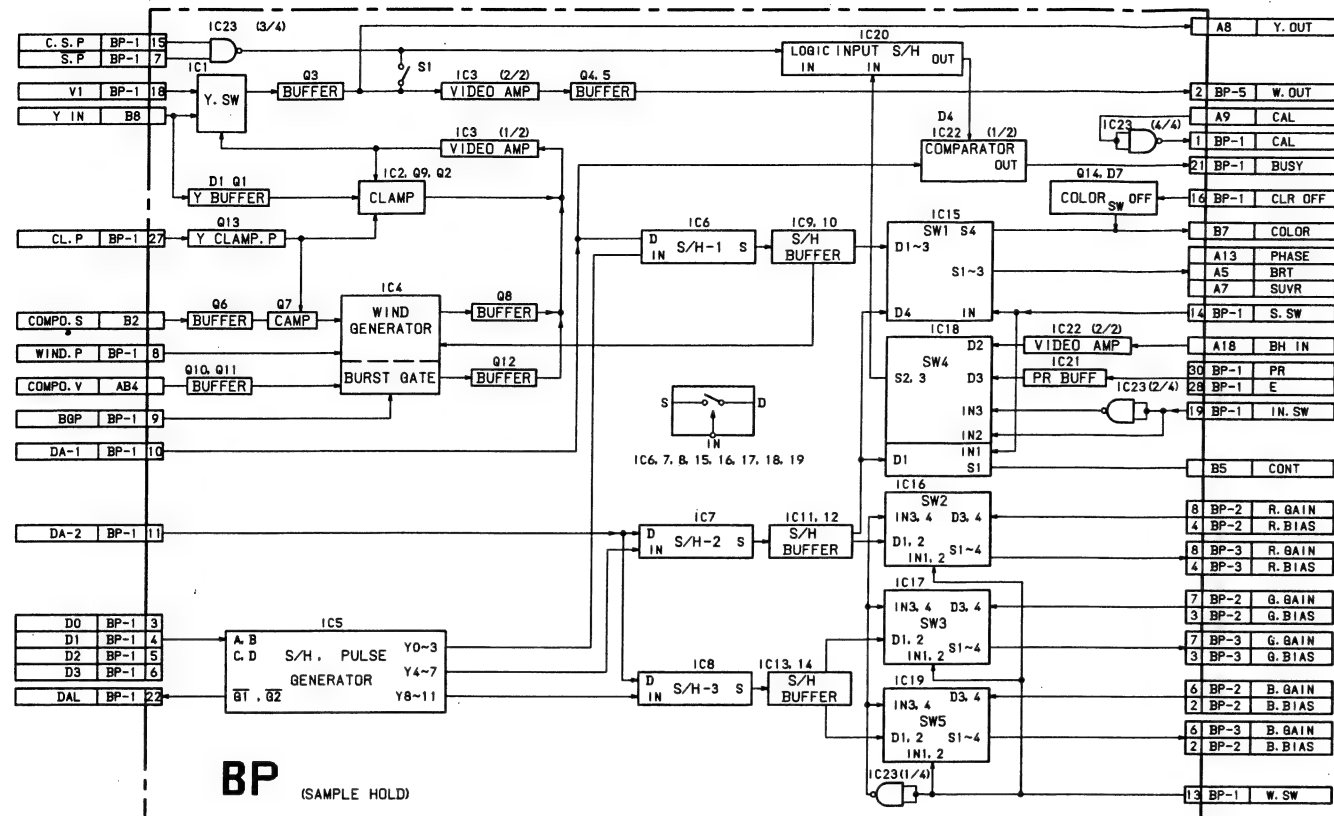 IC23 (3/4)
C. S. P BP-1 15
S. P BP-1 7
IC1
V1 BP-1 18
Y IN B8
Y. SW
Q3
BUFFER
S1
IC3 (2/2)
VIDEO AMP
Q4, 5
BUFFER
IC20
LOGIC INPUT S/H
IN IN OUT
A8 Y. OUT
2 BP-5 W. OUT
A9 CAL
IC23 (4/4)
1 BP-1 CAL
D4
IC22 (1/2)
COMPARATOR
OUT
21 BP-1 BUSY
IC3 (1/2)
VIDEO AMP
D1 Q1
Y BUFFER
IC2, Q9, Q2
CLAMP
Q14, D7
COLOR SW OFF
16 BP-1 CLR OFF
CL. P BP-1 27
Q13
Y CLAMP. P
IC6
D
IN S/H-1 S
IC9, 10
S/H
BUFFER
IC15
SW1 S4
D1~3
S1~3
D4 IN
B7 COLOR
A13 PHASE
A5 BRT
A7 SUVR
14 BP-1 S. SW
COMPO. S B2
Q6
BUFFER
Q7
CAMP
IC4
WIND
GENERATOR
BURST GATE
Q8
BUFFER
WIND. P BP-1 8
COMPO. V AB4
Q10, Q11
BUFFER
Q12
BUFFER
BGP BP-1 9
DA-1 BP-1 10
S D
IN
IC6, 7, 8, 15, 16, 17, 18, 19
IC18
D2
SW4
S2, 3 D3
IN3
IN2
IN1
D1 S1
IC22 (2/2)
VIDEO AMP
IC21
PR BUFF
IC23(2/4)
A18 BH IN
30 BP-1 PR
28 BP-1 E
19 BP-1 IN. SW
B5 CONT
DA-2 BP-1 11
IC7
D
IN S/H-2 S
IC11, 12
S/H
BUFFER
IC16
SW2
IN3, 4 D3, 4
D1, 2 S1~4
IN1, 2
8 BP-2 R. GAIN
4 BP-2 R. BIAS
8 BP-3 R. GAIN
4 BP-3 R. BIAS
IC17
IN3, 4 D3, 4
SW3
D1, 2 S1~4
IN1, 2
7 BP-2 G. GAIN
3 BP-2 G. BIAS
7 BP-3 G. GAIN
3 BP-3 G. BIAS
D0 BP-1 3
D1 BP-1 4
D2 BP-1 5
D3 BP-1 6
DAL BP-1 22
IC5
A, B
C, D S/H, PULSE
GENERATOR
G1 , G2
Y0~3
Y4~7
Y8~11
IC8
D
IN S/H-3 S
IC13, 14
S/H
BUFFER
IC19
D3, 4
IN3, 4
SW5
D1, 2 S1~4
IN1, 2
6 BP-2 B. GAIN
2 BP-2 B. BIAS
6 BP-3 B. GAIN
2 BP-2 B. BIAS
IC23(1/4)
13 BP-1 W. SW
BP (SAMPLE HOLD)